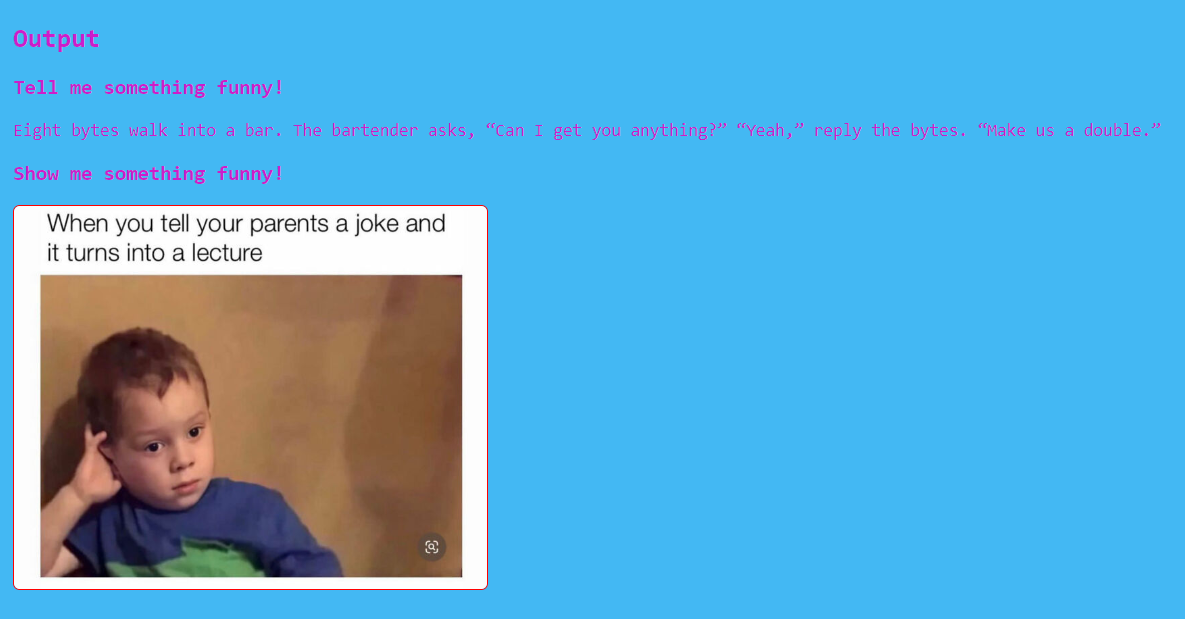 Output
Tell me something funny!
Eight bytes walk into a bar. The bartender asks, “Can I get you anything?” “Yeah,” reply the bytes. “Make us a double.”
Show me something funny!
When you tell your parents a joke and
it turns into a lecture